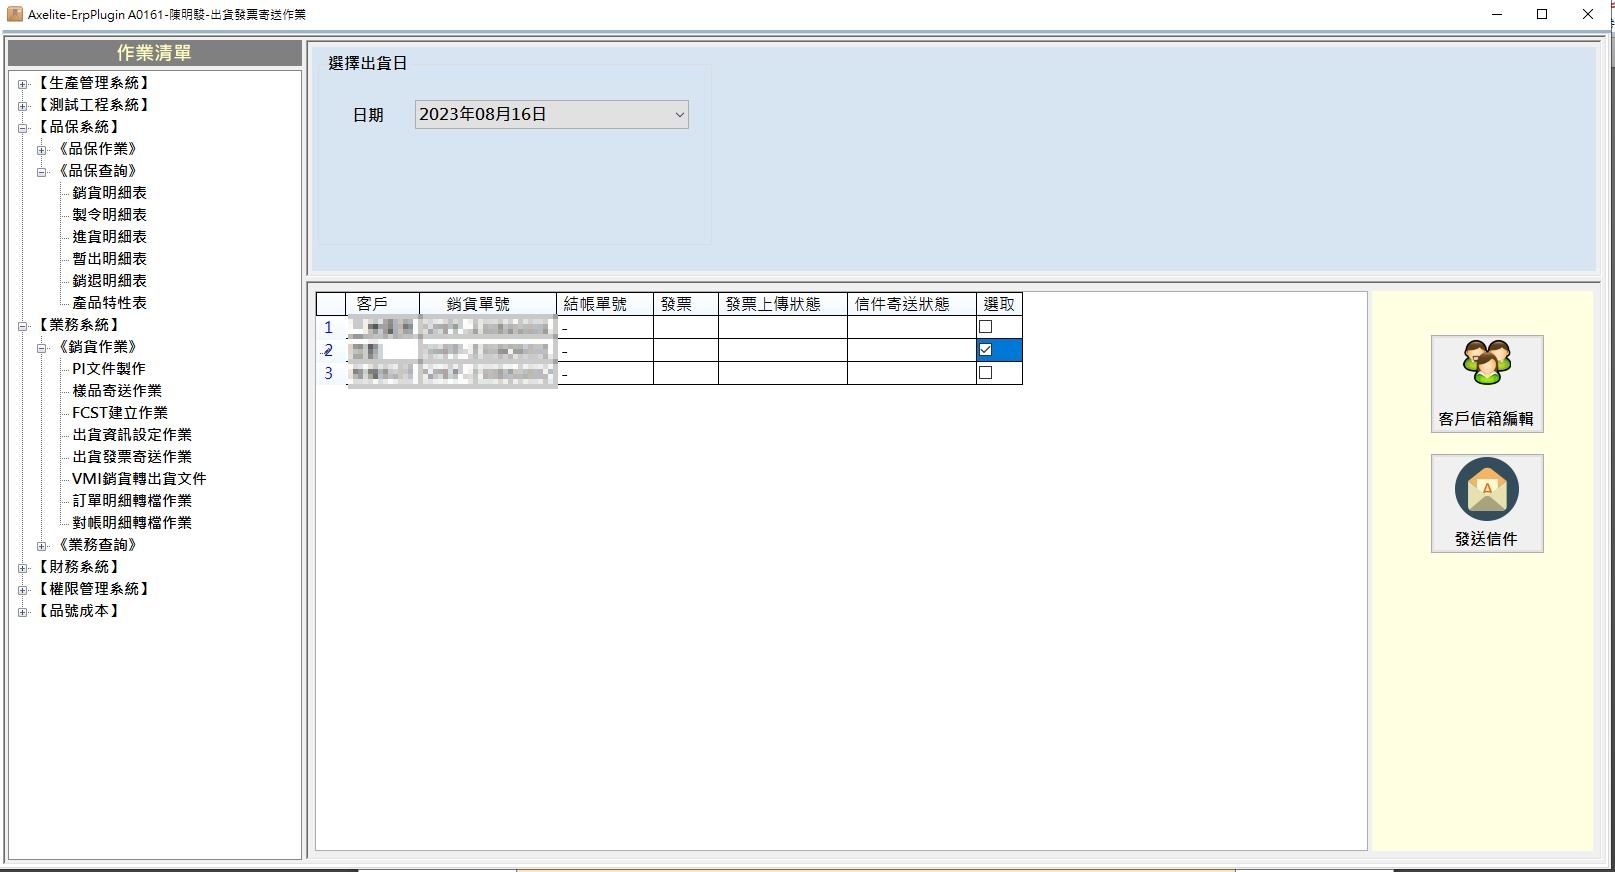 Axelite-ErpPlugin A0161-陳明駿-出貨發票寄送作業
作業清單
【生產管理系統】
【測試工程系統】
【品保系統】
《品保作業》
《品保查詢》
銷貨明細表
製令明細表
進貨明細表
暫出明細表
銷退明細表
產品特性表
【業務系統】
《銷貨作業》
PI文件製作
樣品寄送作業
FCST建立作業
出貨資訊設定作業
出貨發票寄送作業
VMI銷貨轉出貨文件
訂單明細轉檔作業
對帳明細轉檔作業
《業務查詢》
【財務系統】
【權限管理系統】
【品號成本】
選擇出貨日
日期 2023年08月16日
客戶 銷貨單號 結帳單號 發票 發票上傳狀態 信件寄送狀態 選取
1 -
2 -
3 -
客戶信箱編輯
A
發送信件